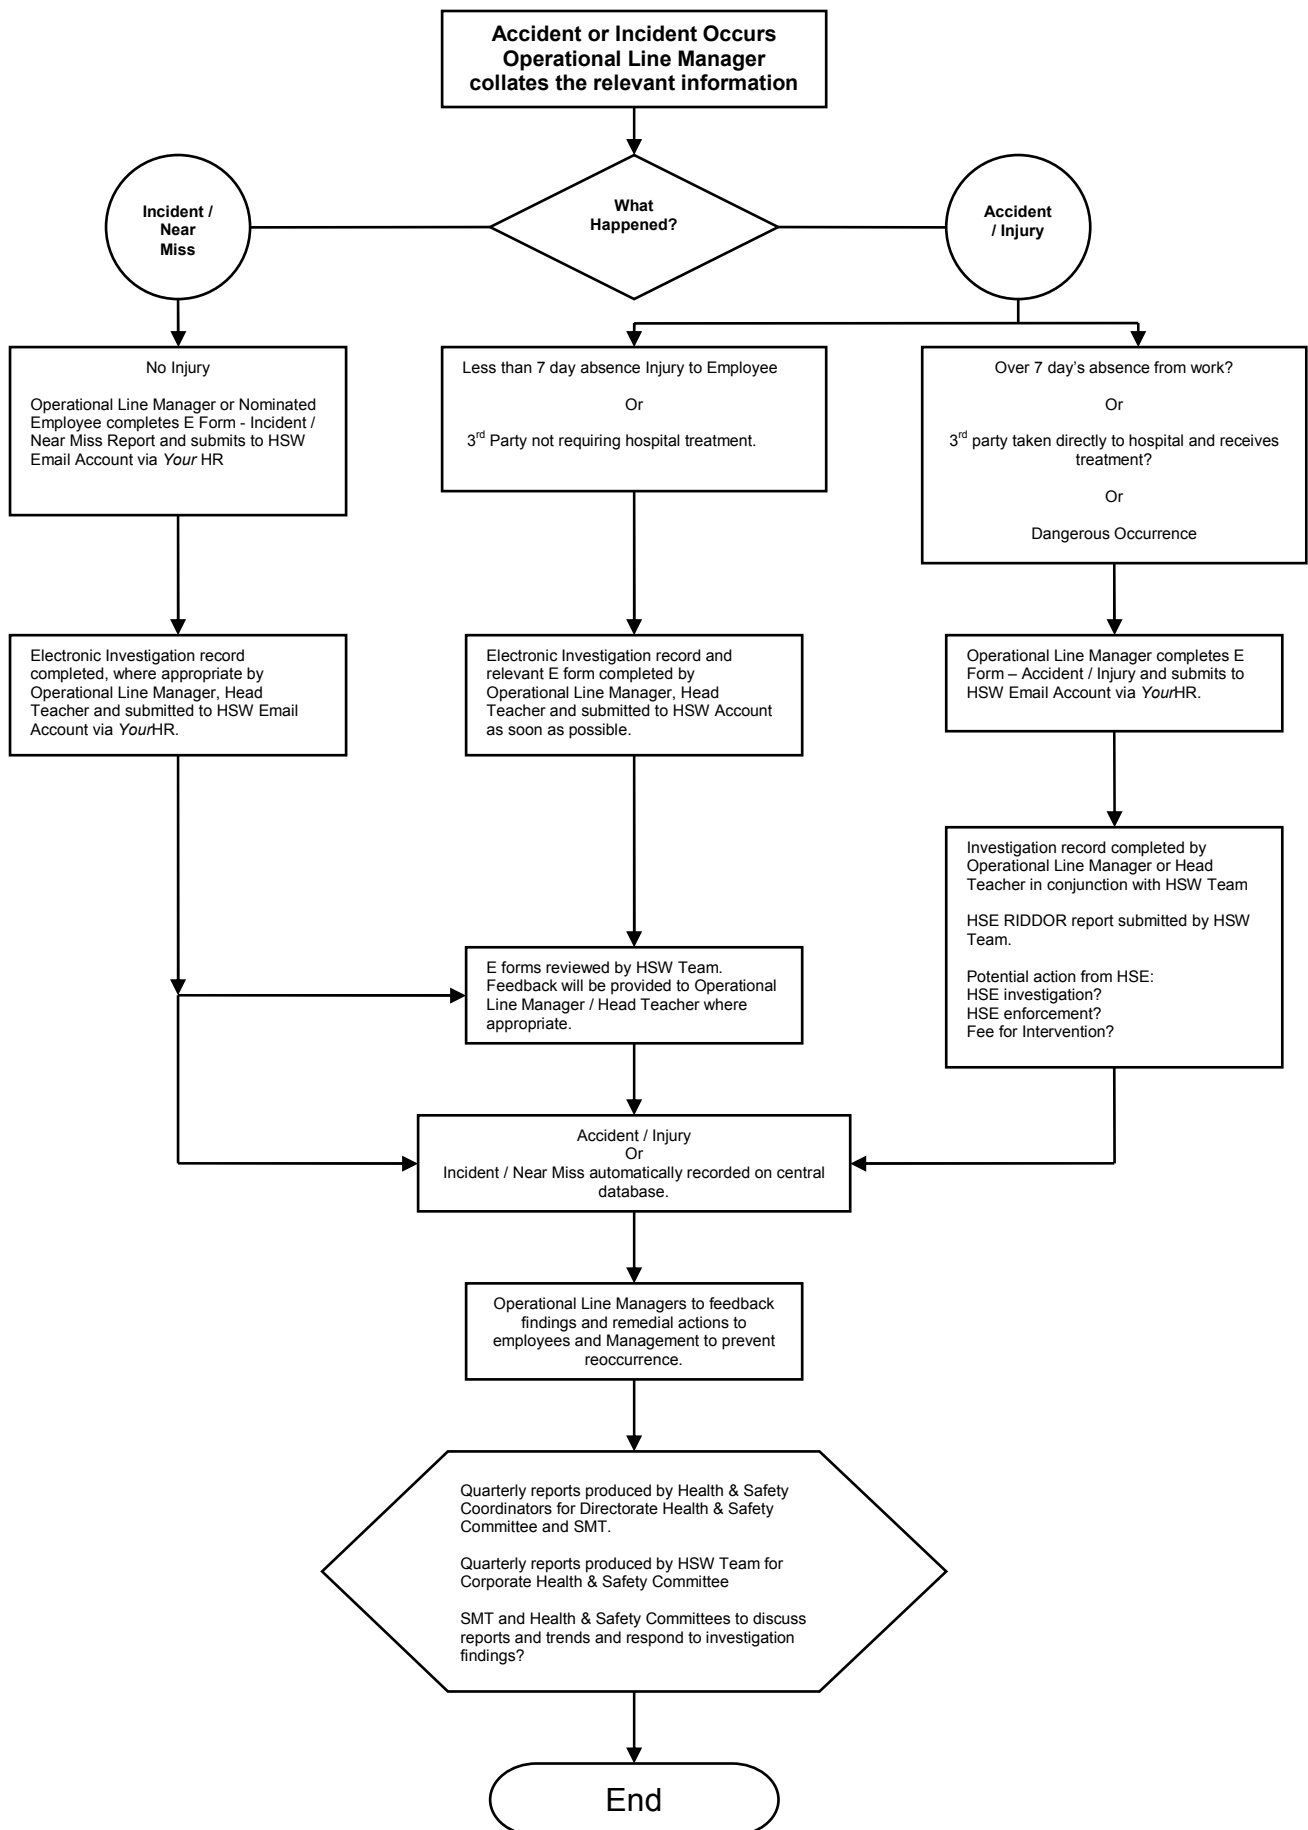 Accident or Incident Occurs
Operational Line Manager
collates the relevant information
What
Happened?
Incident /
Near
Miss
Accident
/ Injury
No Injury
Operational Line Manager or Nominated
Employee completes E Form - Incident /
Near Miss Report and submits to HSW
Email Account via Your HR
Less than 7 day absence Injury to Employee
Or
3rd Party not requiring hospital treatment.
Over 7 day's absence from work?
Or
3rd party taken directly to hospital and receives
treatment?
Or
Dangerous Occurrence
Electronic Investigation record
completed, where appropriate by
Operational Line Manager, Head
Teacher and submitted to HSW Email
Account via YourHR.
Electronic Investigation record and
relevant E form completed by
Operational Line Manager, Head
Teacher and submitted to HSW Account
as soon as possible.
Operational Line Manager completes E
Form – Accident / Injury and submits to
HSW Email Account via YourHR.
Investigation record completed by
Operational Line Manager or Head
Teacher in conjunction with HSW Team
HSE RIDDOR report submitted by HSW
Team.
Potential action from HSE:
HSE investigation?
HSE enforcement?
Fee for Intervention?
E forms reviewed by HSW Team.
Feedback will be provided to Operational
Line Manager / Head Teacher where
appropriate.
Accident / Injury
Or
Incident / Near Miss automatically recorded on central
database.
Operational Line Managers to feedback
findings and remedial actions to
employees and Management to prevent
reoccurrence.
Quarterly reports produced by Health & Safety
Coordinators for Directorate Health & Safety
Committee and SMT.
Quarterly reports produced by HSW Team for
Corporate Health & Safety Committee
SMT and Health & Safety Committees to discuss
reports and trends and respond to investigation
findings?
End